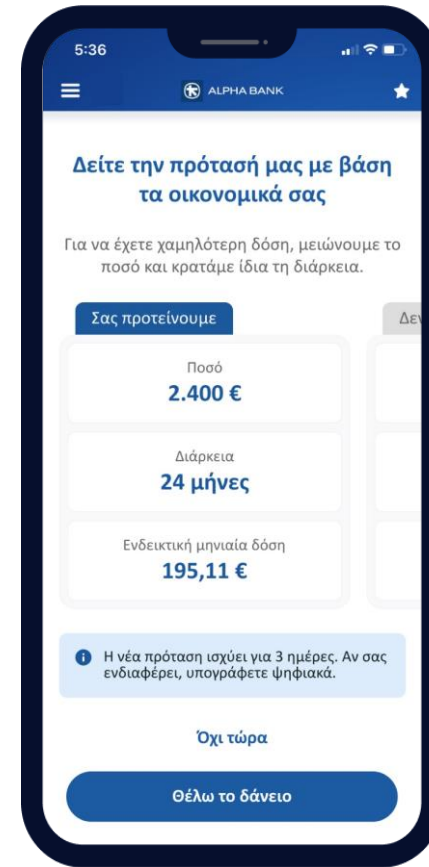 5:36
ALPHA BANK
Δείτε την πρότασή μας με βάση
τα οικονομικά σας
Για να έχετε χαμηλότερη δόση, μειώνουμε το
ποσό και κρατάμε ίδια τη διάρκεια.
Σας προτείνουμε
Ποσό
2.400 €
Διάρκεια
24 μήνες
Ενδεικτική μηνιαία δόση
195,11 €
Η νέα πρόταση ισχύει για 3 ημέρες. Αν σας
ενδιαφέρει, υπογράφετε ψηφιακά.
Όχι τώρα
Θέλω το δάνειο